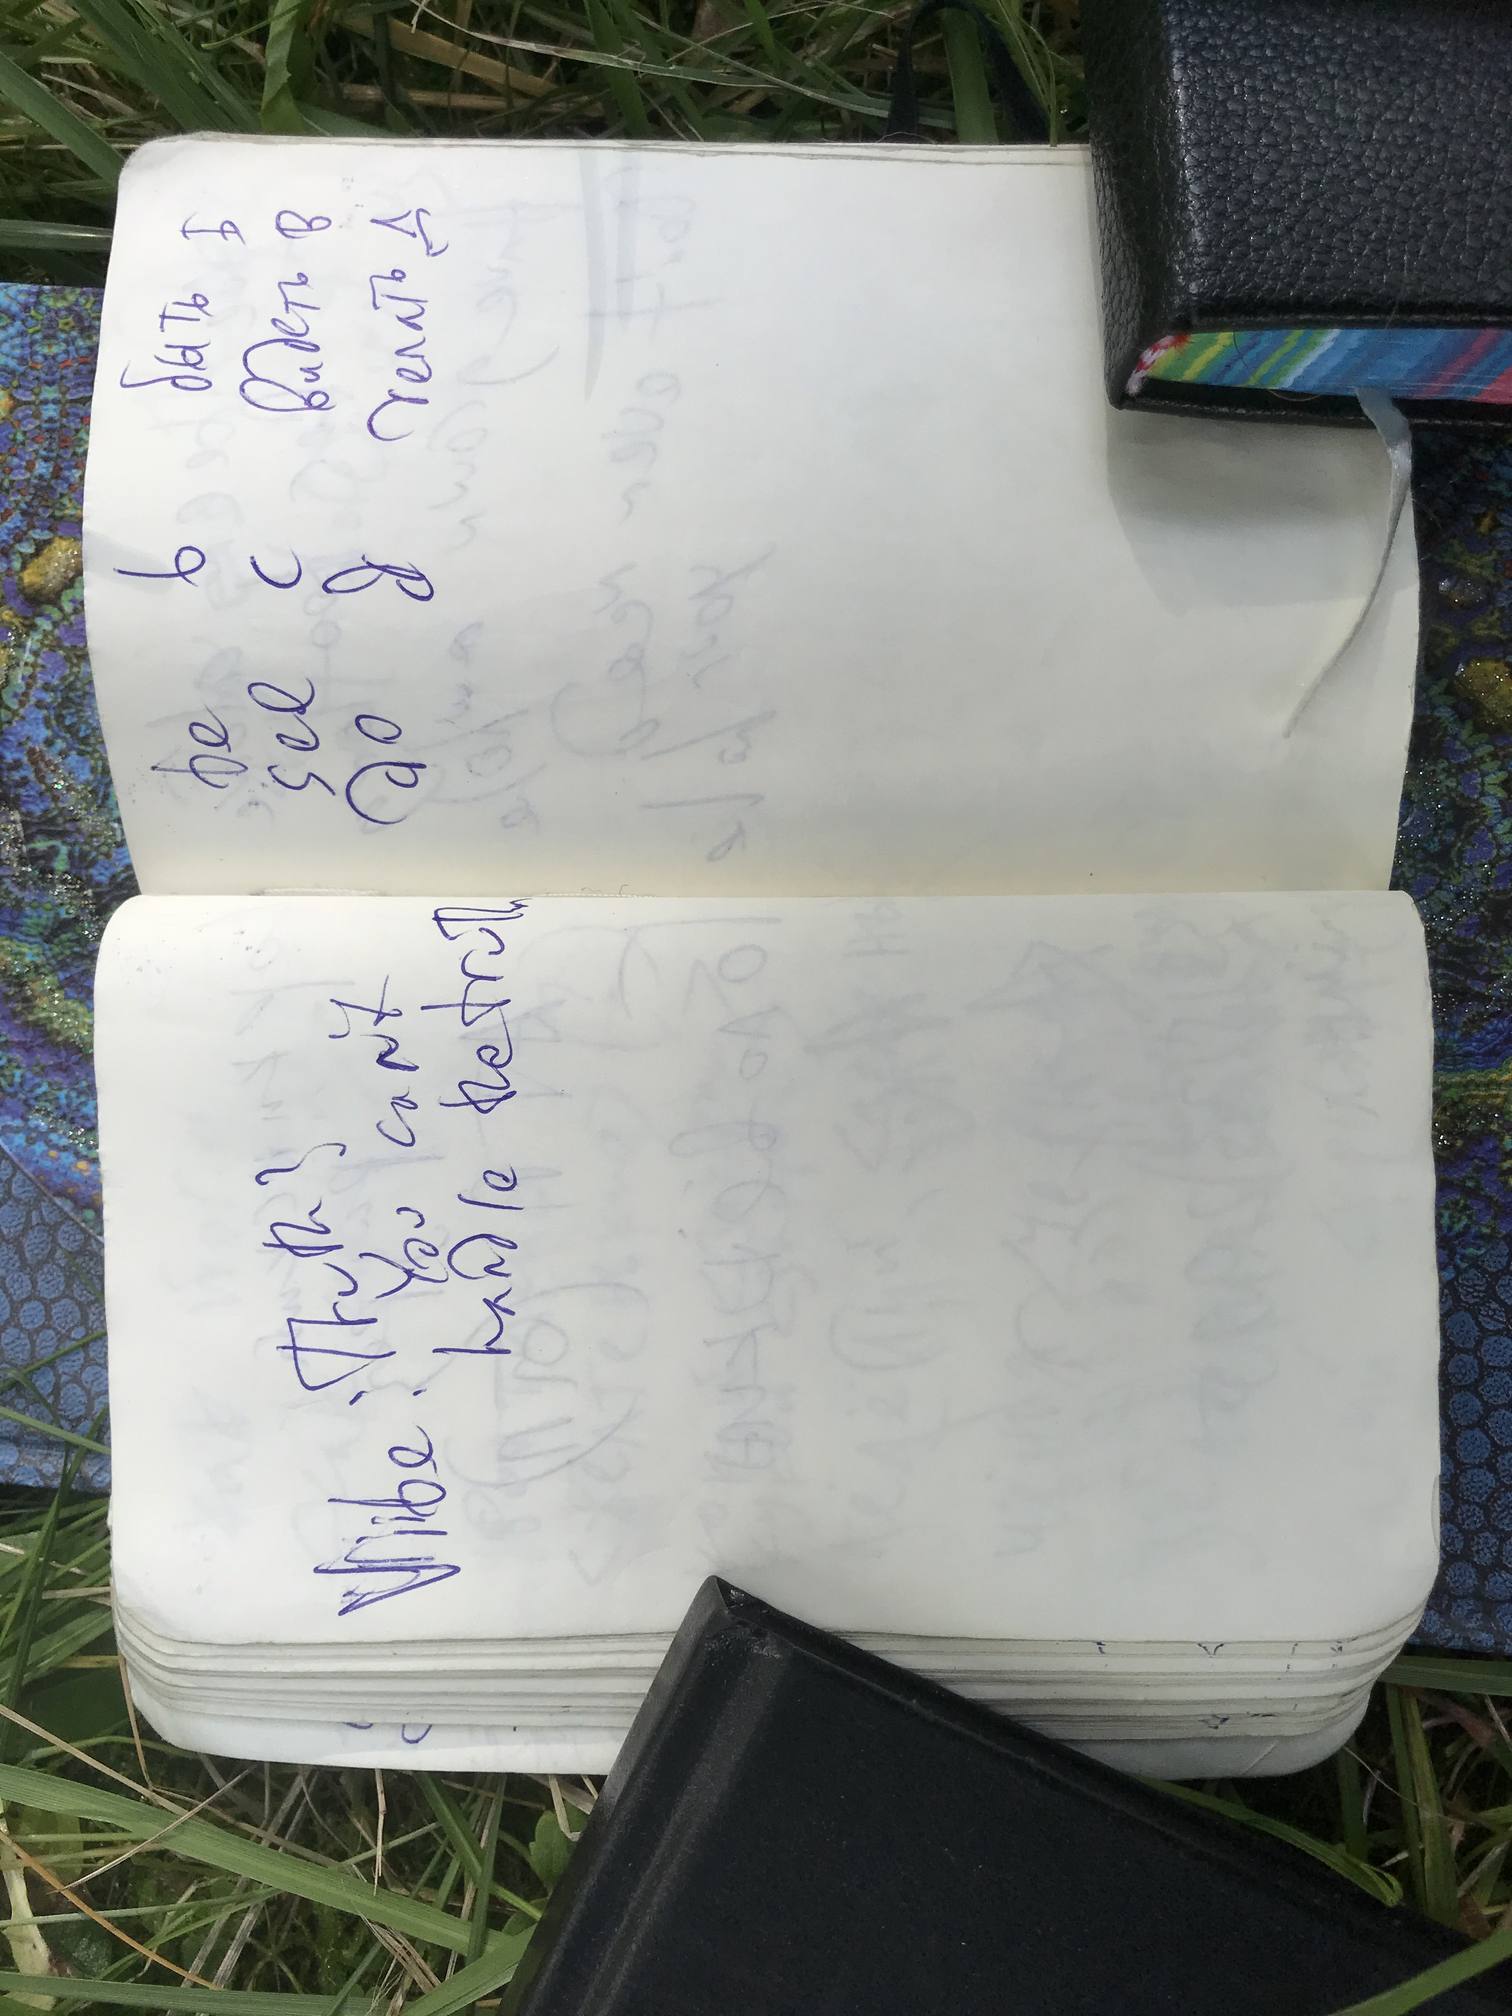 Vibe: Truth?
: You can't
handle the truth
be b быть Б
see c видеть В
do д делать Д